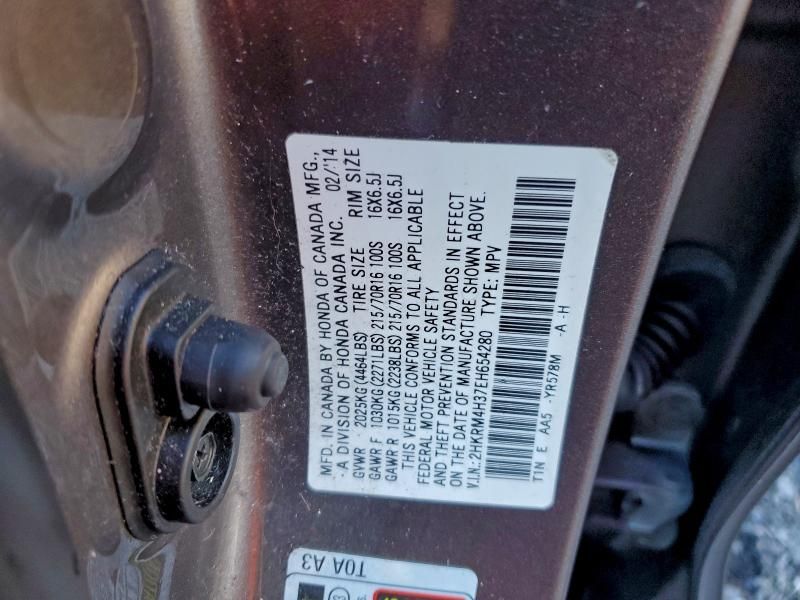 MFD. IN CANADA BY HONDA OF CANADA MFG.,
A DIVISION OF HONDA CANADA INC. 02/'14
GVWR 2025KG(4464LBS) TIRE SIZE RIM SIZE
GAWR F 1030KG(2271LBS) 215/70R16 100S 16X6.5J
GAWR R 1015KG(2238LBS) 215/70R16 100S 16X6.5J
THIS VEHICLE CONFORMS TO ALL APPLICABLE
FEDERAL MOTOR VEHICLE SAFETY
AND THEFT PREVENTION STANDARDS IN EFFECT
ON THE DATE OF MANUFACTURE SHOWN ABOVE.
V.I.N.:2HKRM4H37EH654280 TYPE: MPV
TIN E AA5 -YR578M -A -H
TOA A3